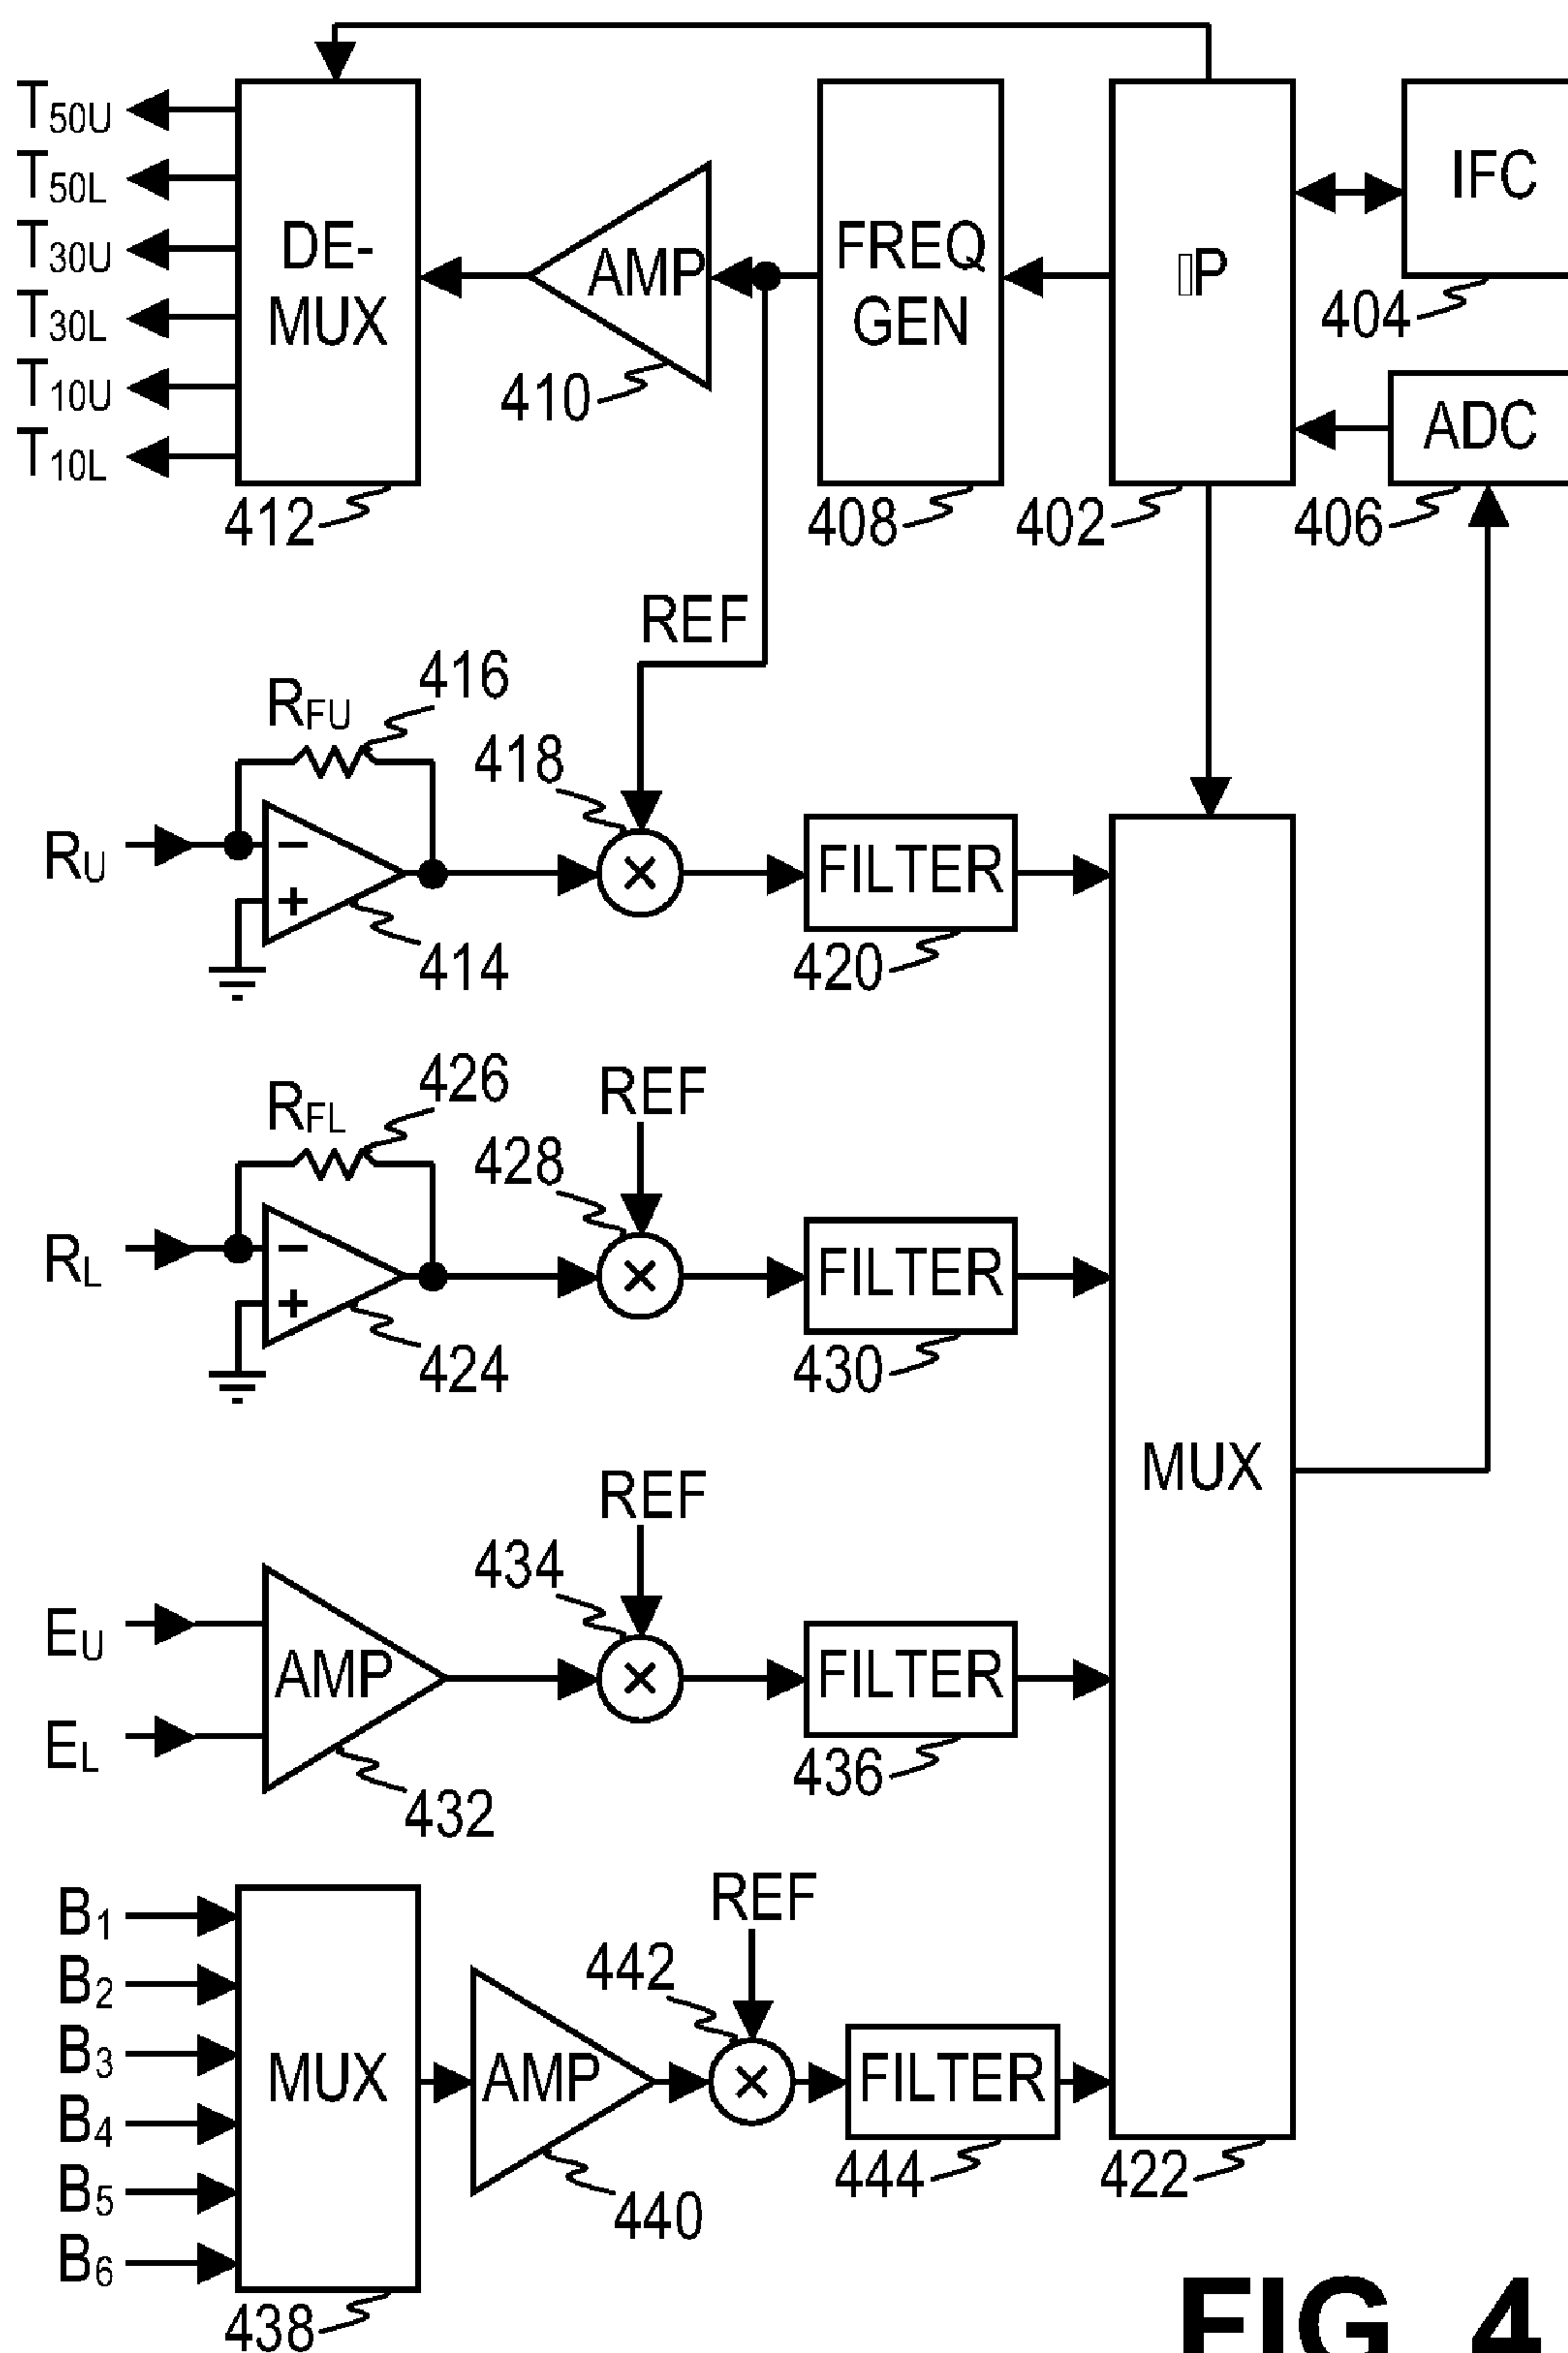 T50U
T50L
T30U
T30L
T10U
T10L
DE-
MUX
412
AMP
410
FREQ
GEN
408
▯P
402
IFC
404
ADC
406
REF
RFU
416
418
RU
−
+
414
×
FILTER
420
RFL
426
REF
428
RL
−
+
424
×
FILTER
430
MUX
422
REF
434
EU
EL
AMP
432
×
FILTER
436
REF
442
B1
B2
B3
B4
B5
B6
MUX
438
AMP
440
×
FILTER
444
FIG. 4